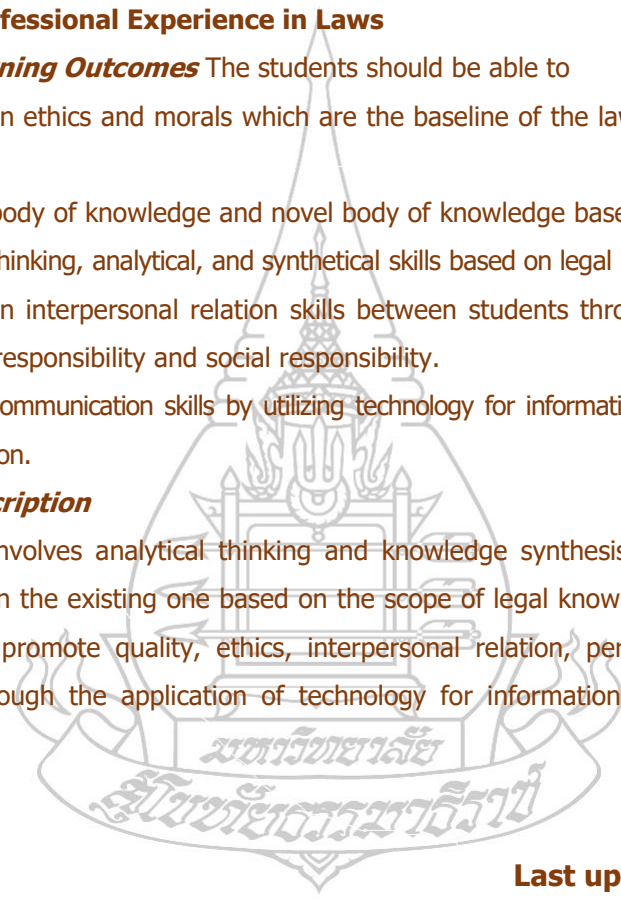 fessional Experience in Laws
ning Outcomes The students should be able to
n ethics and morals which are the baseline of the law
body of knowledge and novel body of knowledge base
hinking, analytical, and synthetical skills based on legal
n interpersonal relation skills between students thro
responsibility and social responsibility.
ommunication skills by utilizing technology for informati
on.
cription
nvolves analytical thinking and knowledge synthesis
n the existing one based on the scope of legal know
promote quality, ethics, interpersonal relation, per
ough the application of technology for information
มหาวิทยาลัย
สุโขทัยธรรมาธิราช
Last up